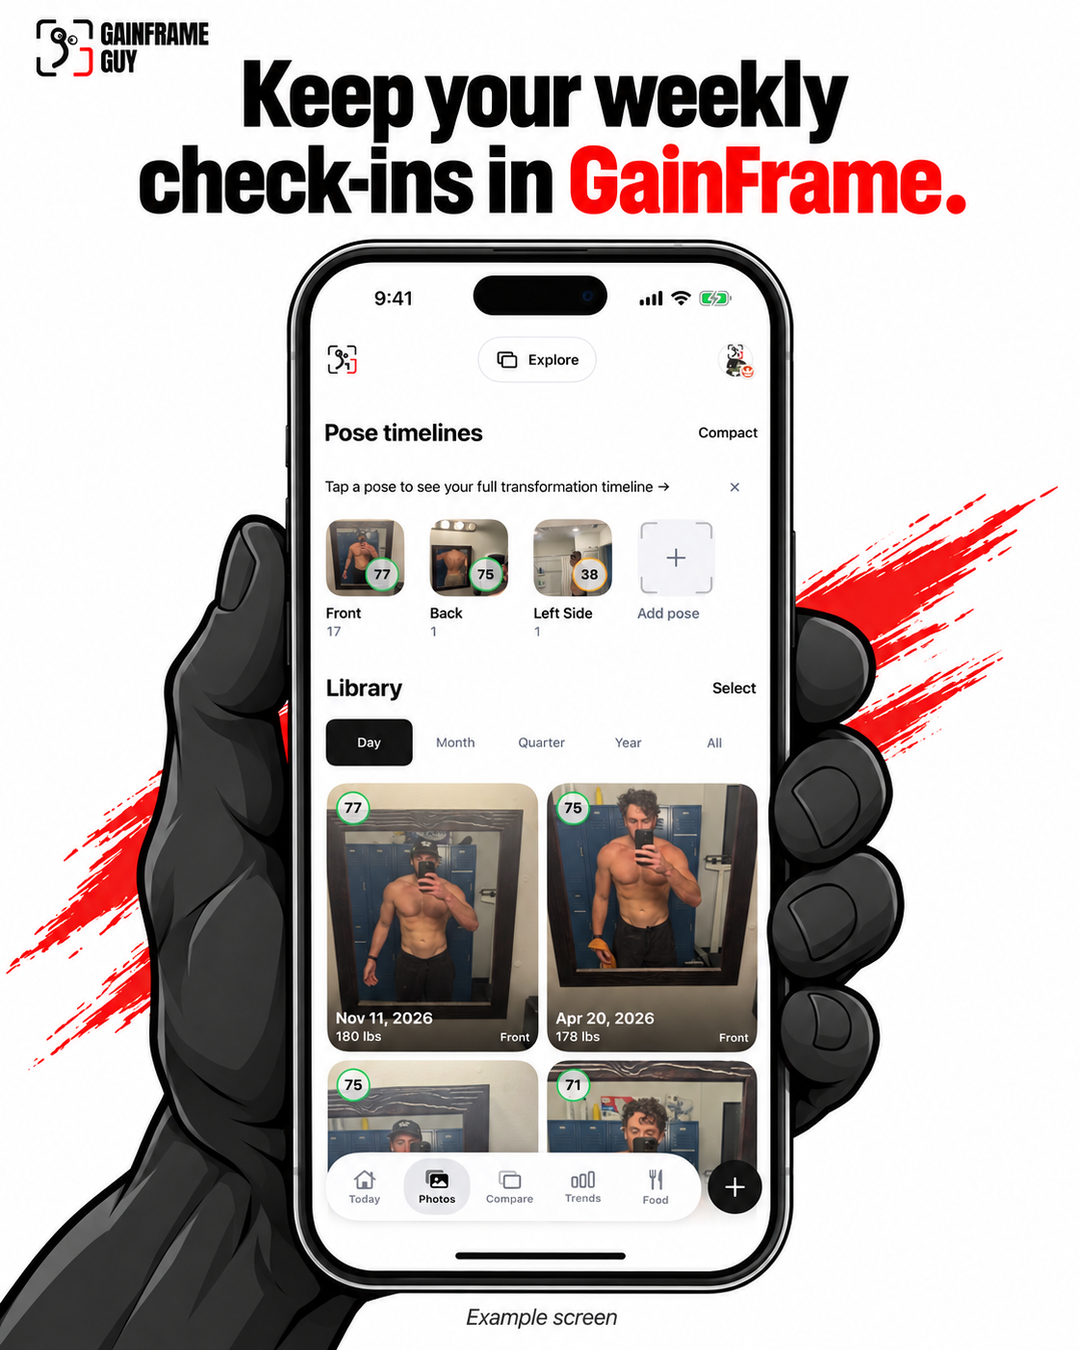 GAINFRAME
GUY
Keep your weekly
check-ins in GainFrame.
9:41
Explore
Pose timelines
Compact
Tap a pose to see your full transformation timeline →
77
75
38
Front
Back
Left Side
Add pose
17
1
1
Library
Select
Day
Month
Quarter
Year
All
77
75
Nov 11, 2026
180 lbs
Front
Apr 20, 2026
178 lbs
Front
75
71
Today
Photos
Compare
Trends
Food
Example screen